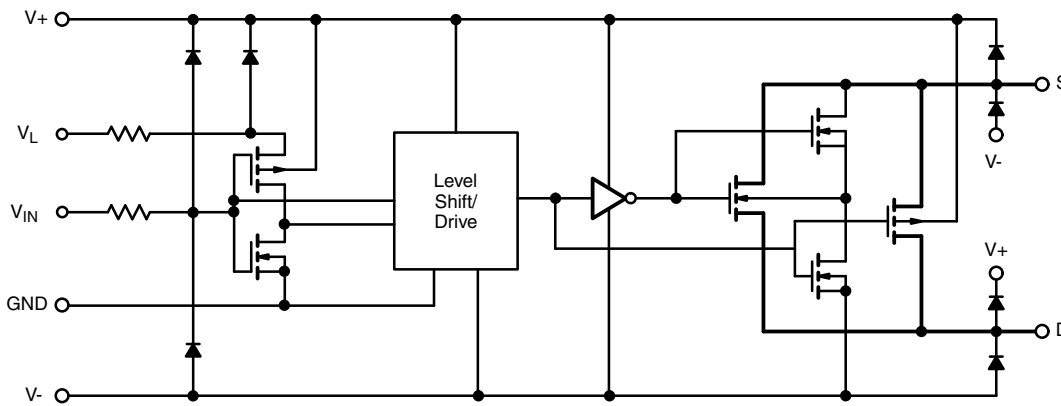 V+
S
VL
V-
Level
Shift/
Drive
VIN
V+
GND
D
V-